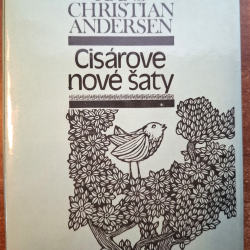 CHRISTIAN
ANDERSEN
Cisárove
nové šaty